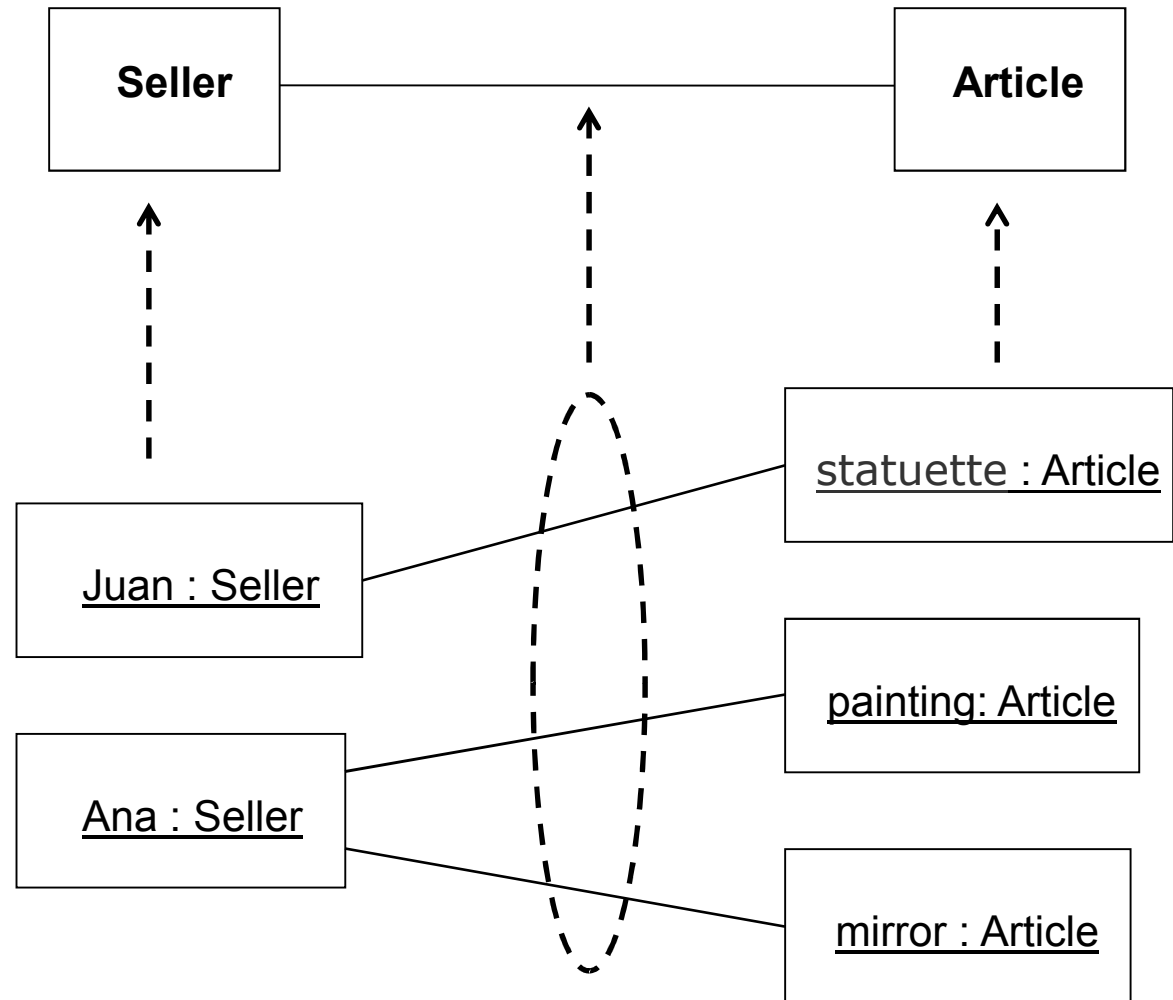 Seller
Article
statuette : Article
Juan : Seller
painting: Article
Ana : Seller
mirror : Article